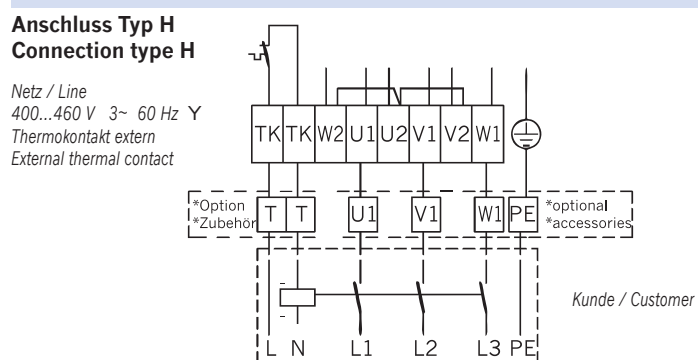 Anschluss Typ H
Connection type H
Netz / Line
400...460 V 3~ 60 Hz Y
Thermokontakt extern
External thermal contact
TK TK W2 U1 U2 V1 V2 W1
*Option
*Zubehör
T T U1 V1 W1 PE
*optional
*accessories
Kunde / Customer
L N L1 L2 L3 PE